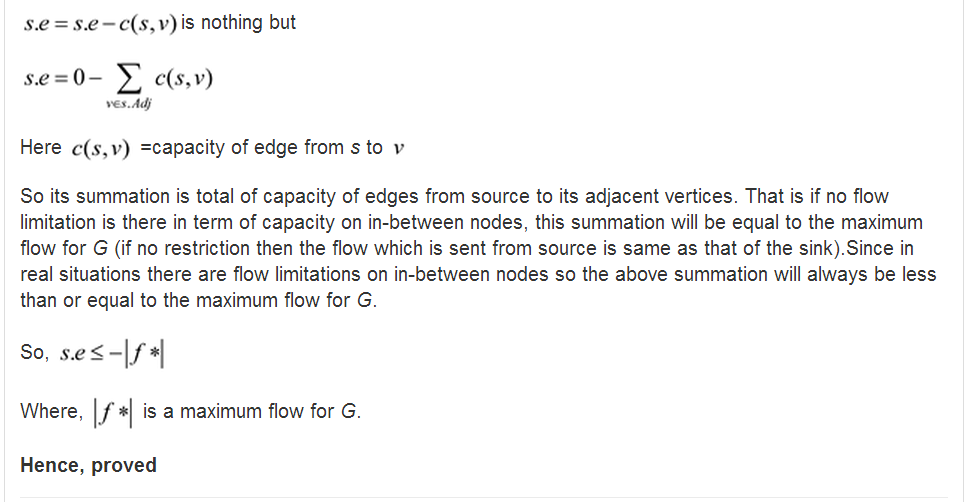 s.e = s.e − c(s,v) is nothing but
s.e = 0 − ∑ c(s,v)
v∈s.Adj
Here c(s,v) =capacity of edge from s to v
So its summation is total of capacity of edges from source to its adjacent vertices. That is if no flow
limitation is there in term of capacity on in-between nodes, this summation will be equal to the maximum
flow for G (if no restriction then the flow which is sent from source is same as that of the sink).Since in
real situations there are flow limitations on in-between nodes so the above summation will always be less
than or equal to the maximum flow for G.
So, s.e ≤ −|f *|
Where, |f *| is a maximum flow for G.
Hence, proved